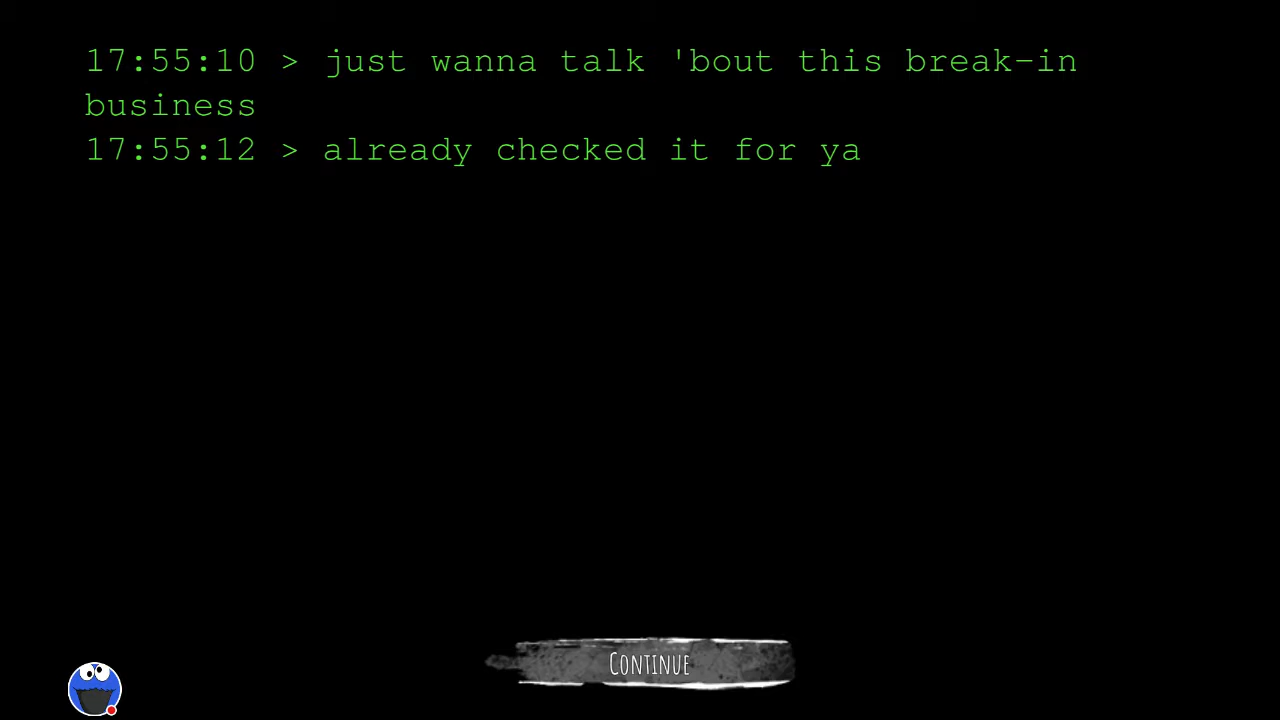 17:55:10 > just wanna talk 'bout this break-in
business
17:55:12 > already checked it for ya
Continue